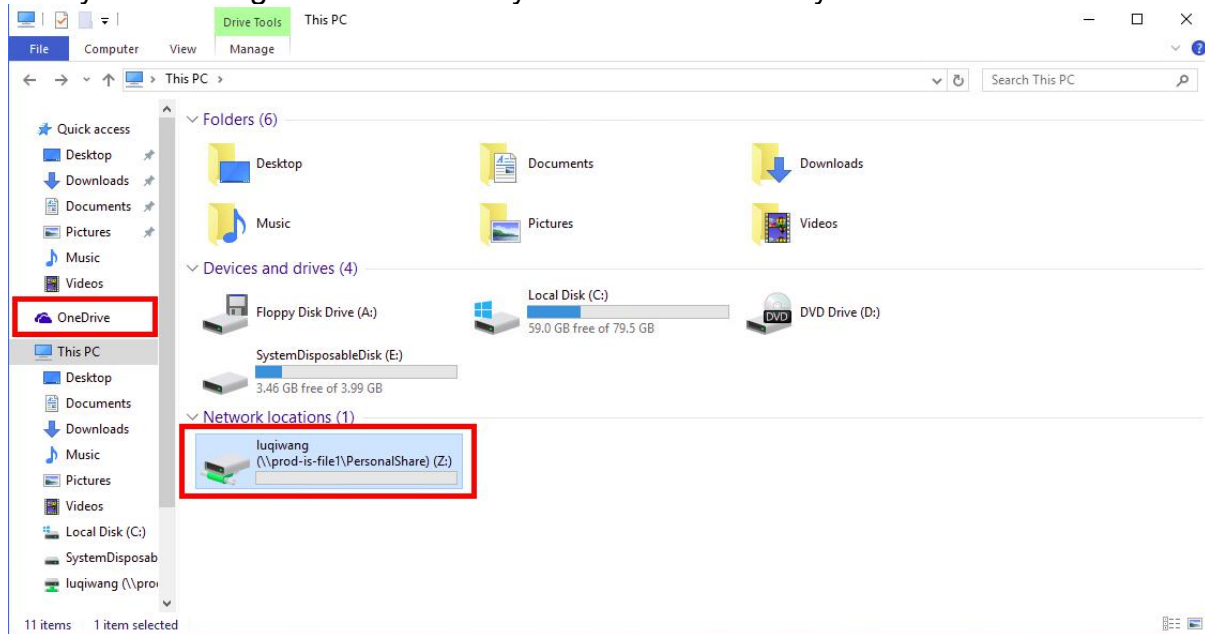 Drive Tools
This PC
File
Computer
View
Manage
This PC
Search This PC
Quick access
Desktop
Downloads
Documents
Pictures
Music
Videos
OneDrive
This PC
Desktop
Documents
Downloads
Music
Pictures
Videos
Local Disk (C:)
SystemDisposab
luqiwang (\\pro
Folders (6)
Desktop
Documents
Downloads
Music
Pictures
Videos
Devices and drives (4)
Floppy Disk Drive (A:)
Local Disk (C:)
59.0 GB free of 79.5 GB
DVD
DVD Drive (D:)
SystemDisposableDisk (E:)
3.46 GB free of 3.99 GB
Network locations (1)
luqiwang
(\\prod-is-file1\PersonalShare) (Z:)
11 items
1 item selected